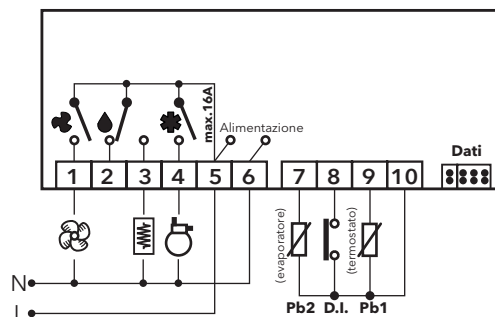 max.16A
Alimentazione
Dati
1 2 3 4 5 6 7 8 9 10
(evaporatore)
(termostato)
N
L
Pb2 D.I. Pb1